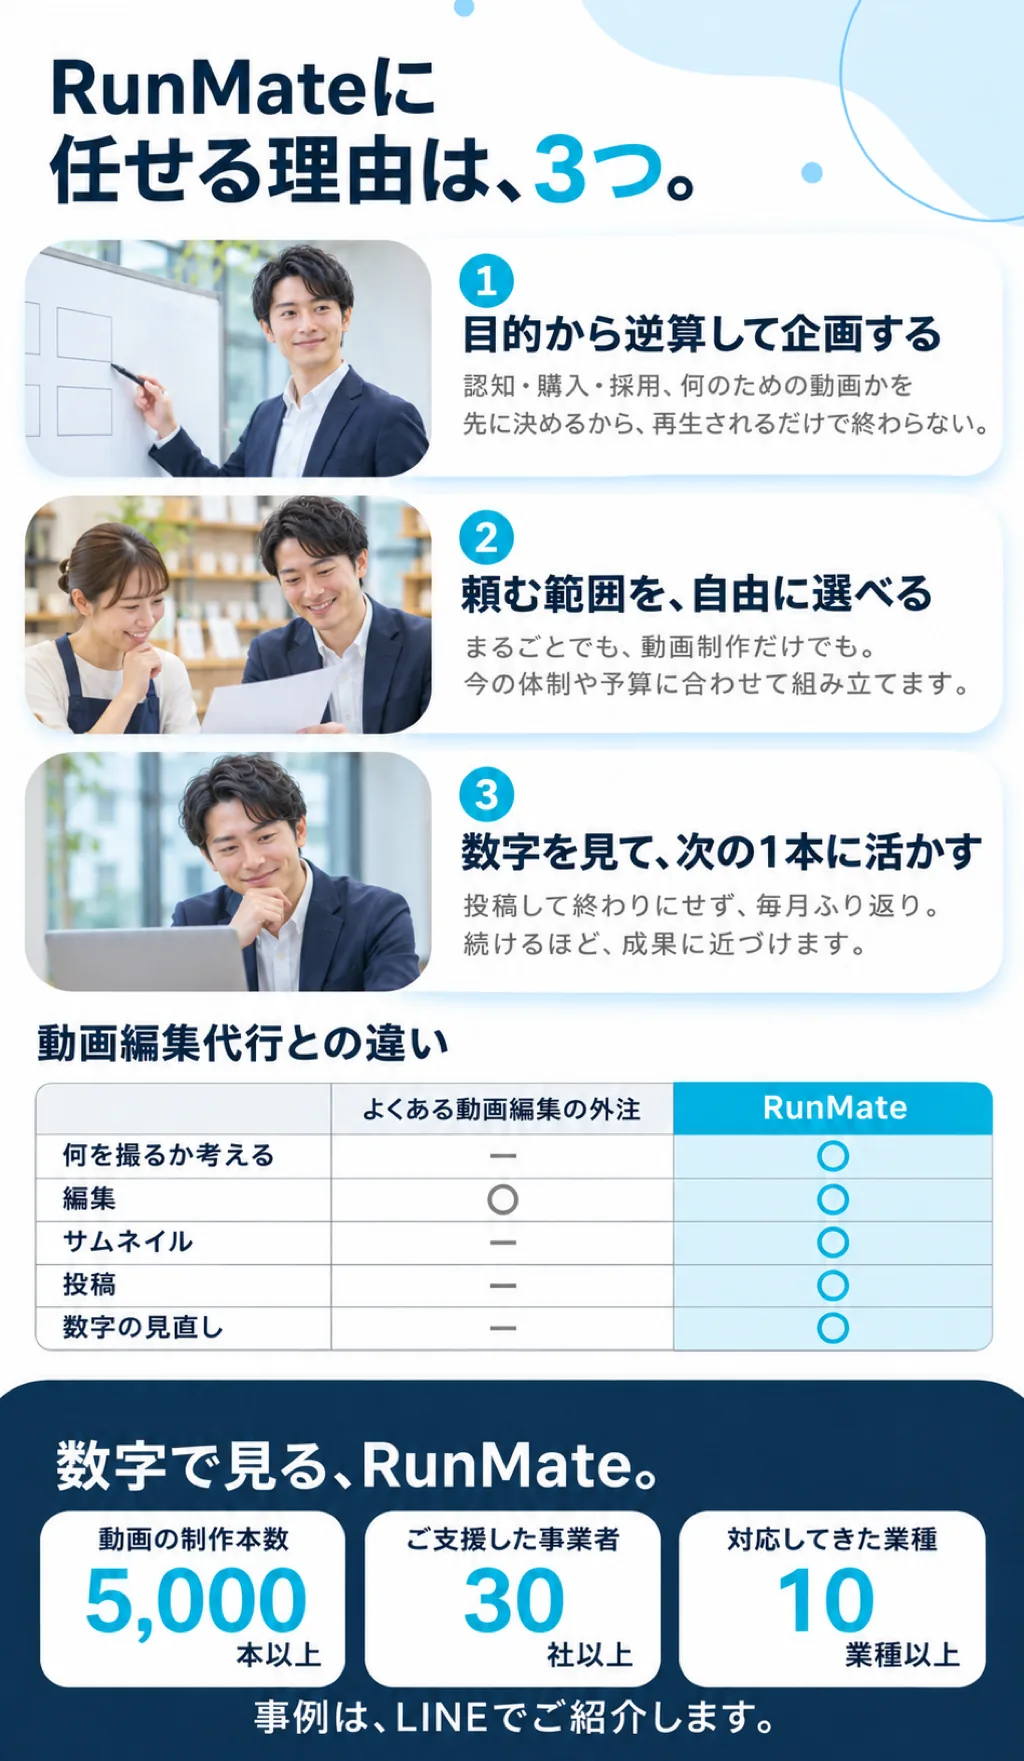 RunMateに
任せる理由は、3つ。
1
目的から逆算して企画する
認知・購入・採用、何のための動画かを
先に決めるから、再生されるだけで終わらない。
2
頼む範囲を、自由に選べる
まるごとでも、動画制作だけでも。
今の体制や予算に合わせて組み立てます。
3
数字を見て、次の1本に活かす
投稿して終わりにせず、毎月ふり返り。
続けるほど、成果に近づけます。
動画編集代行との違い
よくある動画編集の外注 RunMate
何を撮るか考える ー ○
編集 ○ ○
サムネイル ー ○
投稿 ー ○
数字の見直し ー ○
数字で見る、RunMate。
動画の制作本数
5,000
本以上
ご支援した事業者
30
社以上
対応してきた業種
10
業種以上
事例は、LINEでご紹介します。